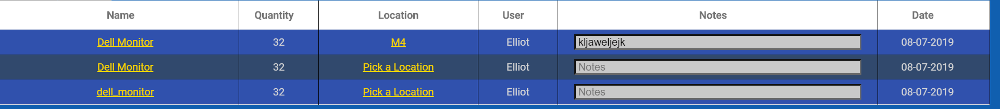 Name Quantity Location User Notes Date
Dell Monitor 32 M4 Elliot kljaweljejk 08-07-2019
Dell Monitor 32 Pick a Location Elliot Notes 08-07-2019
dell_monitor 32 Pick a Location Elliot Notes 08-07-2019